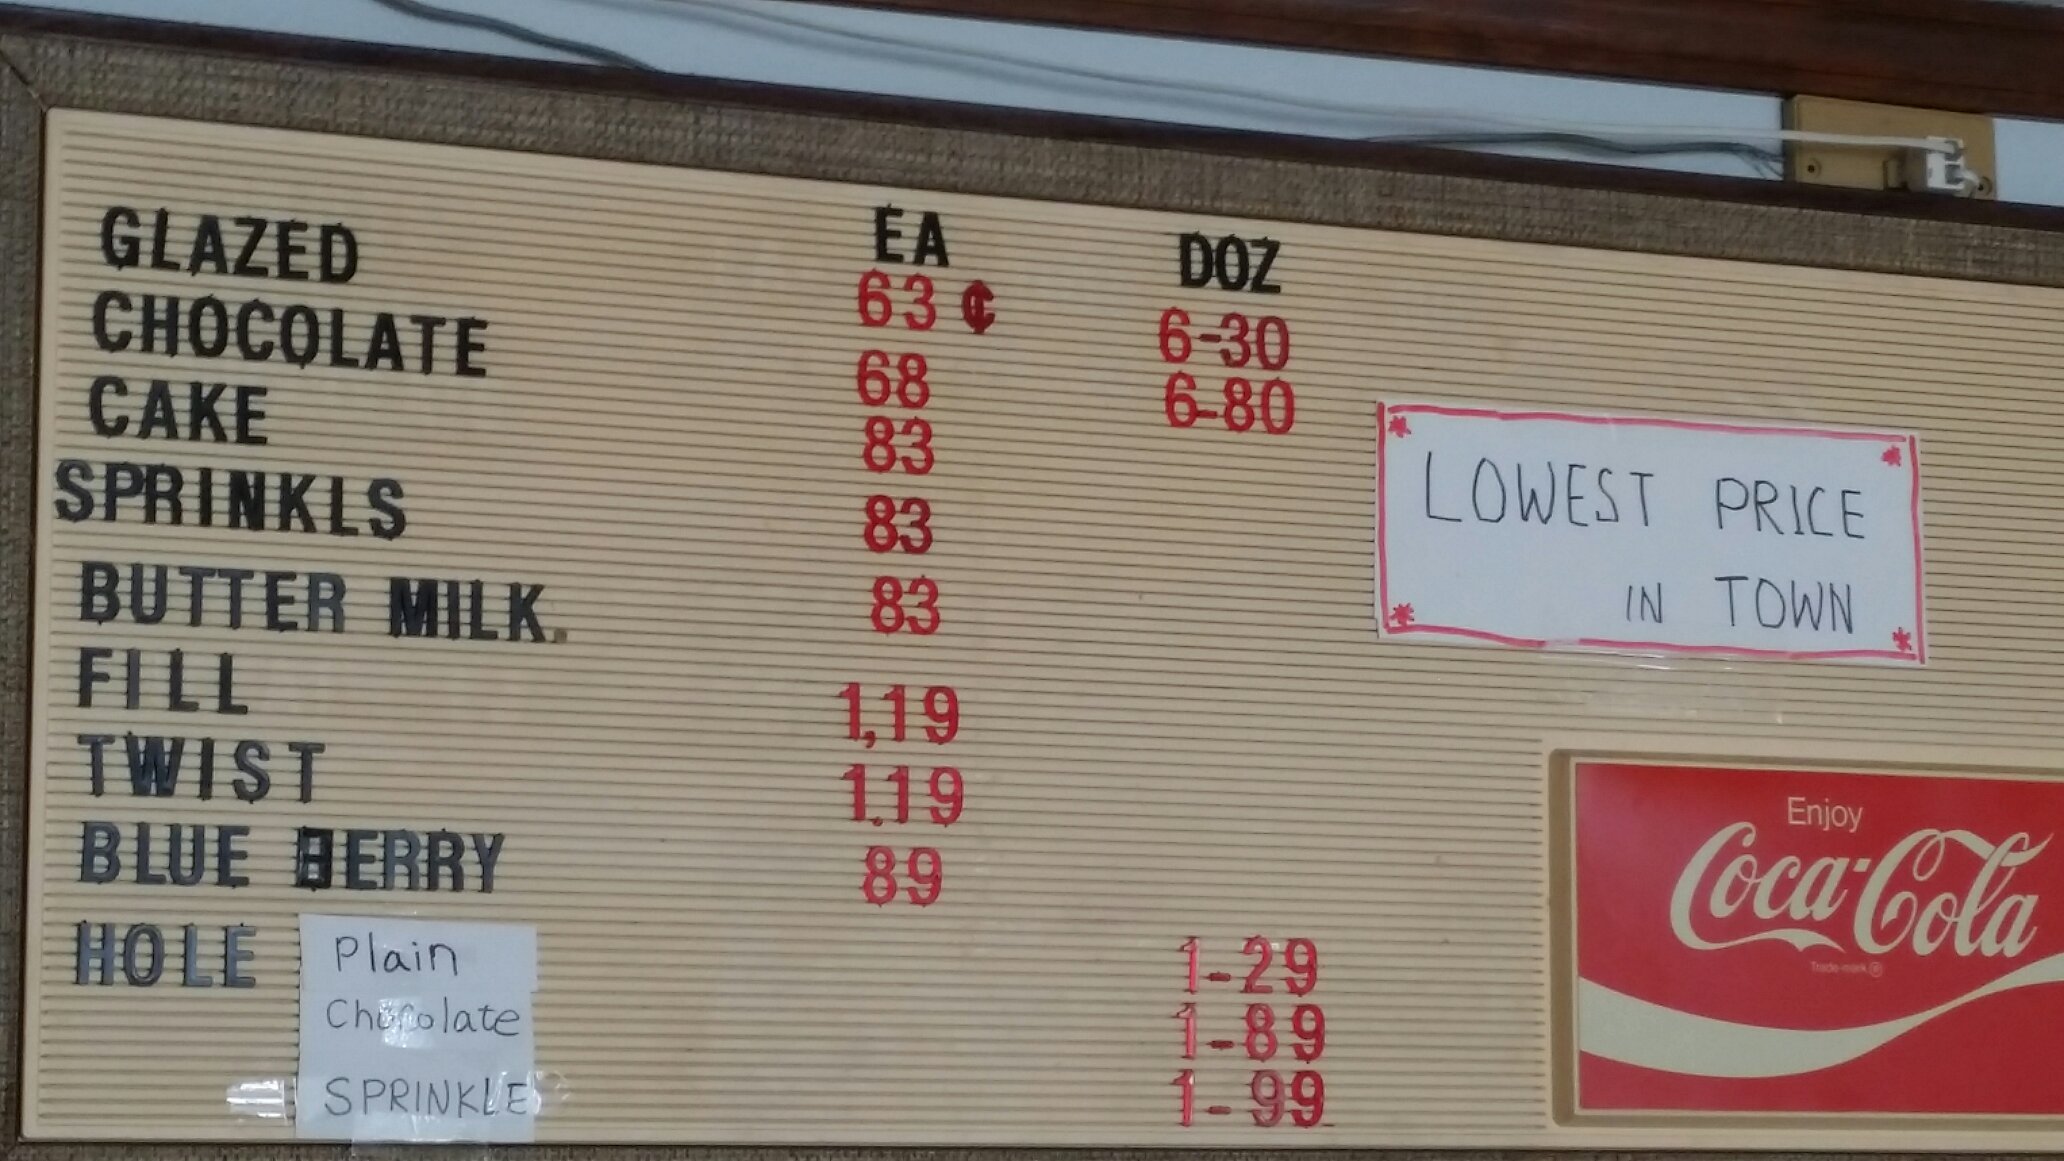 EA DOZ
GLAZED 63 ¢ 6-30
CHOCOLATE 68 6-80
CAKE 83
SPRINKLS 83
BUTTER MILK. 83
FILL 1,19
TWIST 1.19
BLUE BERRY 89
HOLE Plain 1-29
Chocolate 1-89
SPRINKLE 1-99
LOWEST PRICE
IN TOWN
Enjoy
Coca-Cola
Trade-mark ®